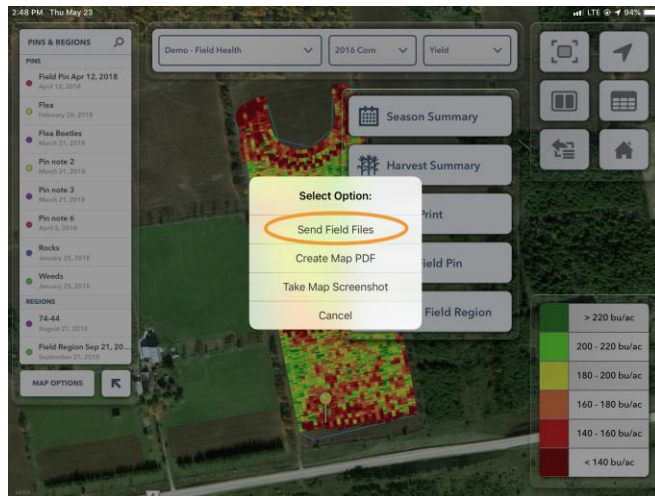 2:48 PM Thu May 23
LTE
94%
PINS & REGIONS
PINS
Field Pin Apr 12, 2018
April 12, 2018
Flea
February 26, 2018
Flea Beetles
March 21, 2018
Pin note 2
March 21, 2018
Pin note 3
March 21, 2018
Pin note 6
April 5, 2018
Rocks
January 25, 2018
Weeds
January 25, 2018
REGIONS
74-44
August 21, 2018
Field Region Sep 21, 20...
September 21, 2018
MAP OPTIONS
Demo - Field Health
2016 Corn
Yield
Season Summary
Harvest Summary
Print
Field Pin
Field Region
Select Option:
Send Field Files
Create Map PDF
Take Map Screenshot
Cancel
> 220 bu/ac
200 - 220 bu/ac
180 - 200 bu/ac
160 - 180 bu/ac
140 - 160 bu/ac
< 140 bu/ac